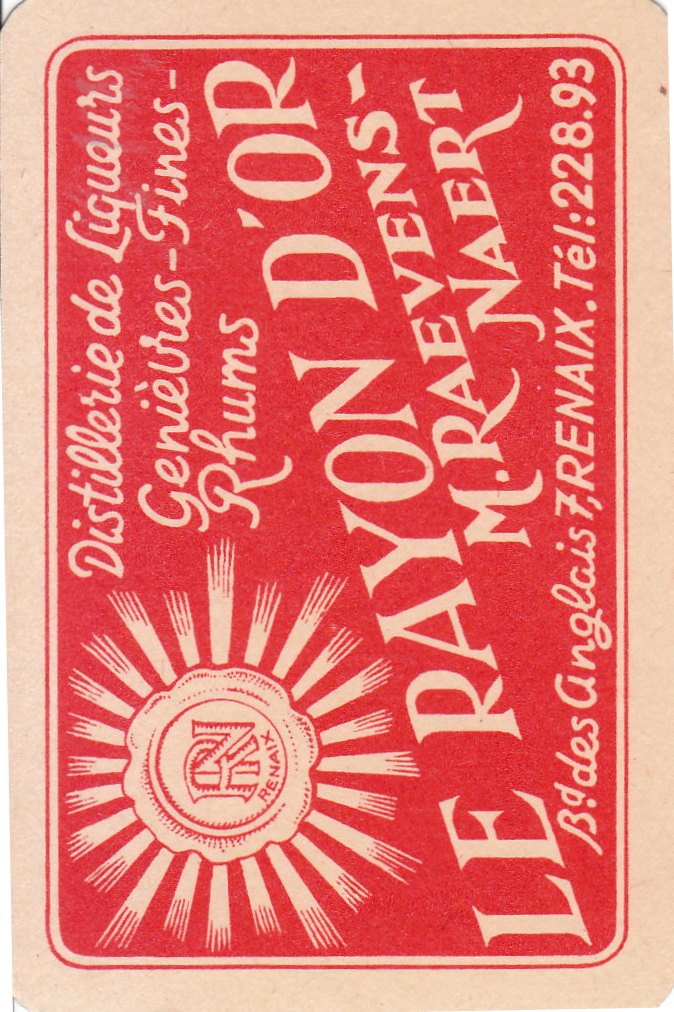 Distillerie de Liqueurs
Genièvres-Fines-
Rhums
RN
RENAIX
LE RAYON D'OR
M. RAEVENS-
NAERT
Bd. des Anglais 7, RENAIX. Tél: 228.93